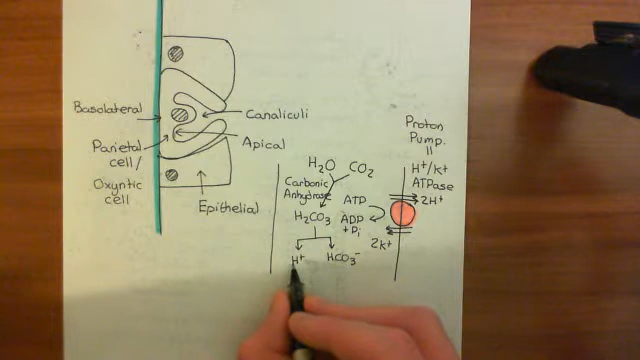 Basolateral
Canaliculi
Parietal
cell/
Oxyntic
cell
Apical
Epithelial
H₂O
CO₂
Carbonic
Anhydrase
H₂CO₃
H⁺
HCO₃⁻
ATP
ADP
+ Pi
Proton
Pump
=
H⁺/K⁺
ATPase
2H⁺
2K⁺